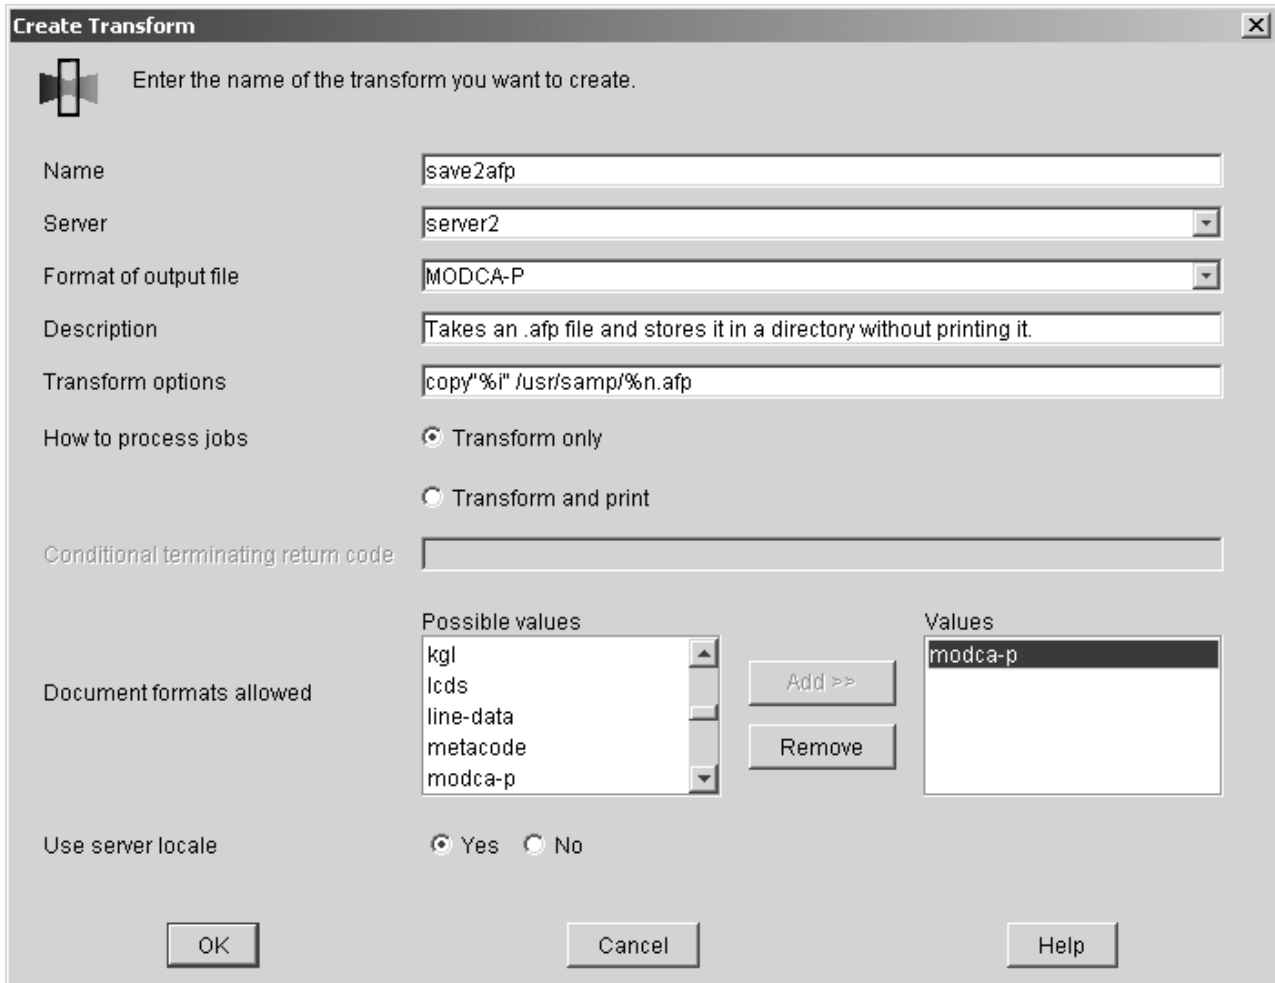 Create Transform
Enter the name of the transform you want to create.
Name
save2afp
Server
server2
Format of output file
MODCA-P
Description
Takes an .afp file and stores it in a directory without printing it.
Transform options
copy"%i" /usr/samp/%n.afp
How to process jobs
Transform only
Transform and print
Conditional terminating return code
Document formats allowed
Possible values
kgl
lcds
line-data
metacode
modca-p
Add >>
Remove
Values
modca-p
Use server locale
Yes
No
OK
Cancel
Help